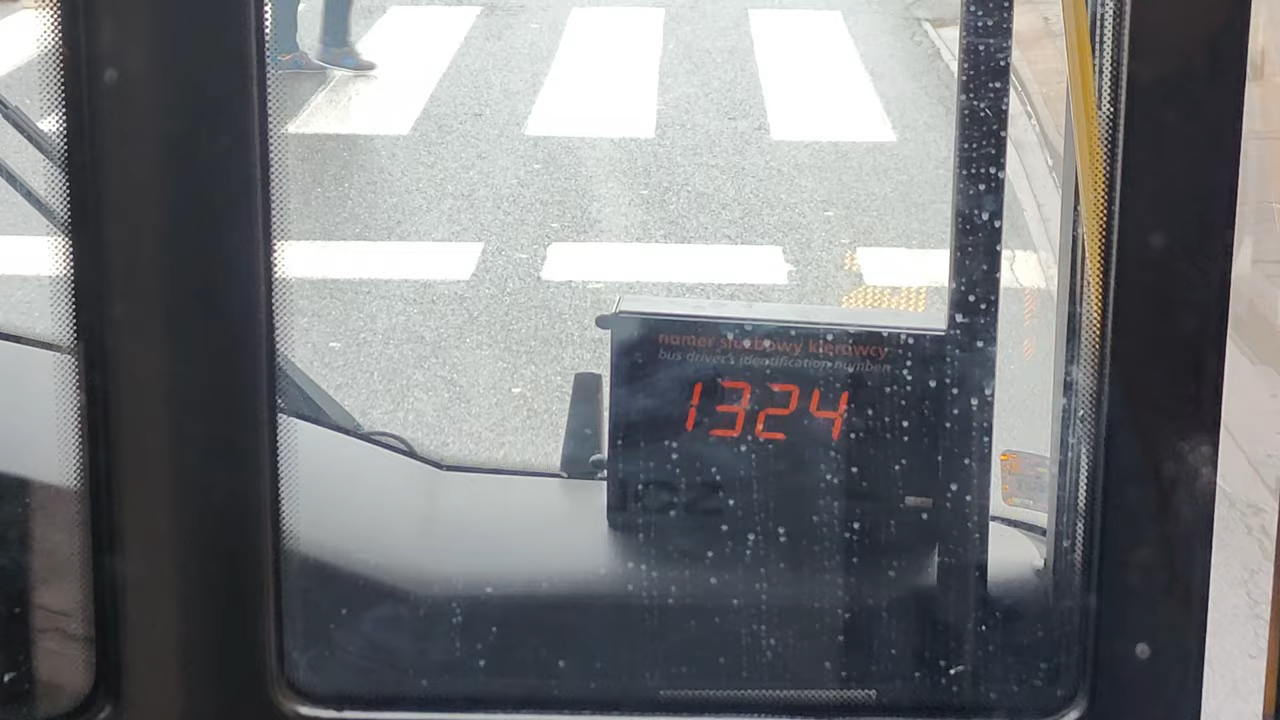 numer służbowy kierowcy
bus driver's identification number
1324